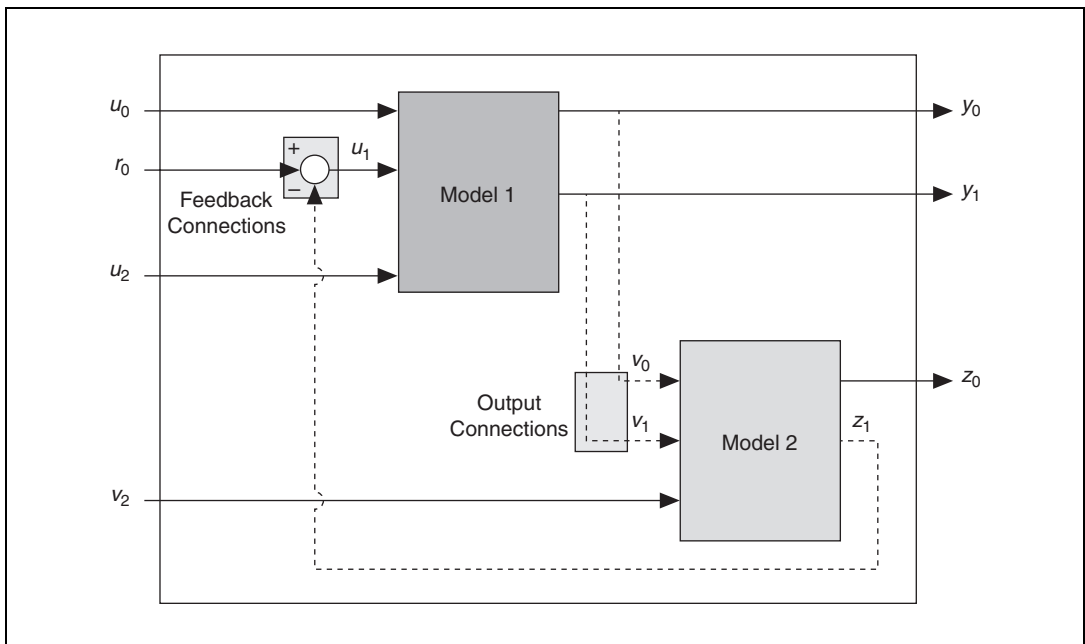 u0
y0
+
r0
u1
−
Feedback
Connections
Model 1
y1
u2
v0
Output
Connections
v1
Model 2
z0
z1
v2